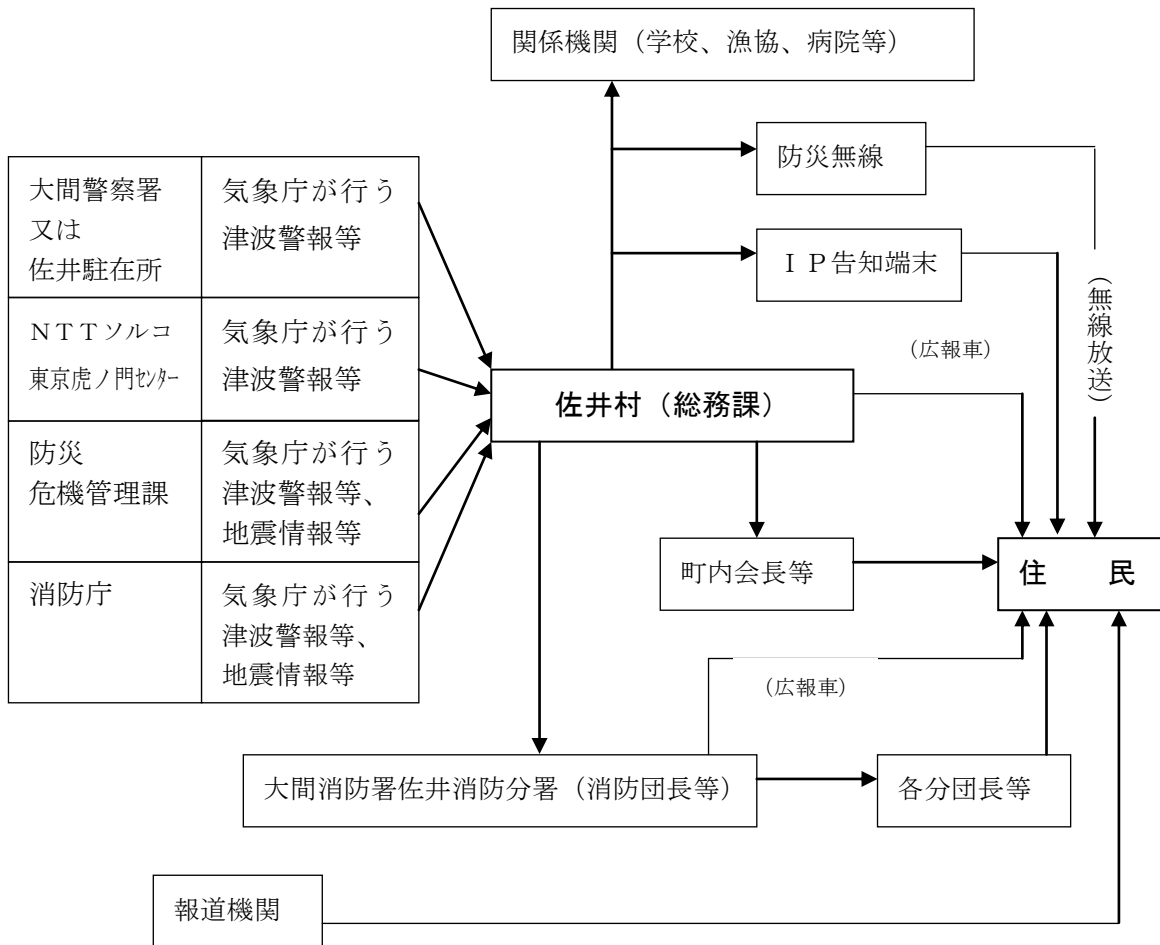 関係機関（学校、漁協、病院等）
防災無線
大間警察署
又は
佐井駐在所
気象庁が行う
津波警報等
ＩＰ告知端末
（無線放送）
ＮＴＴソルコ
東京虎ノ門ｾﾝﾀｰ
気象庁が行う
津波警報等
（広報車）
佐井村（総務課）
防災
危機管理課
気象庁が行う
津波警報等、
地震情報等
町内会長等
住　　民
消防庁
気象庁が行う
津波警報等、
地震情報等
（広報車）
大間消防署佐井消防分署（消防団長等）
各分団長等
報道機関